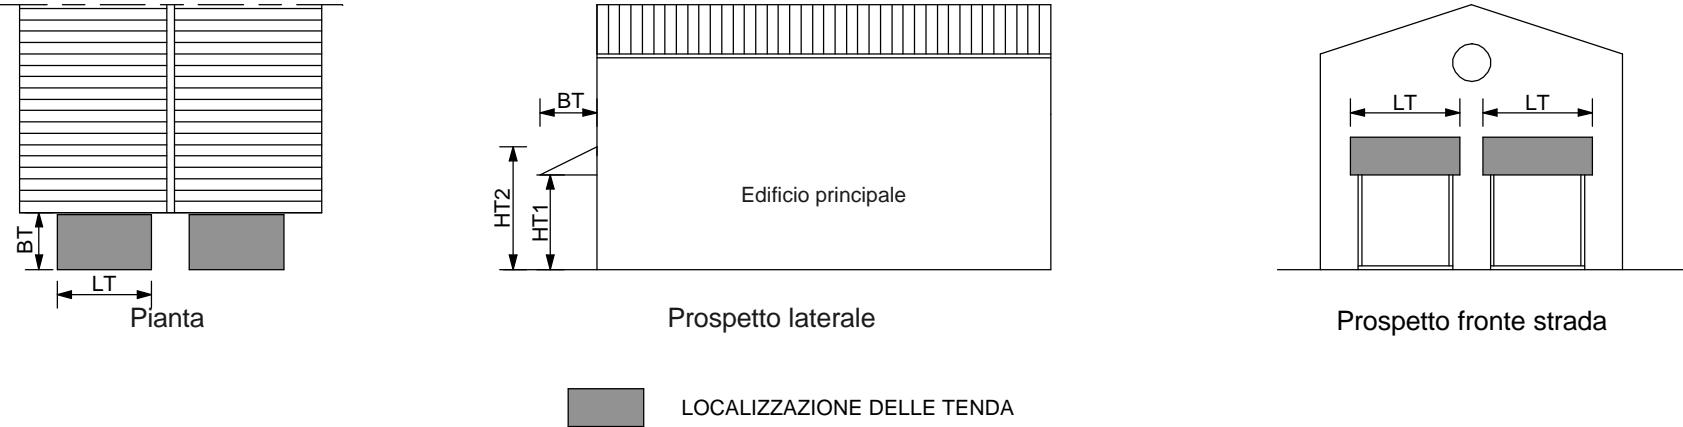 BT
LT
Pianta
BT
HT2
HT1
Edificio principale
Prospetto laterale
LT
LT
Prospetto fronte strada
LOCALIZZAZIONE DELLE TENDA